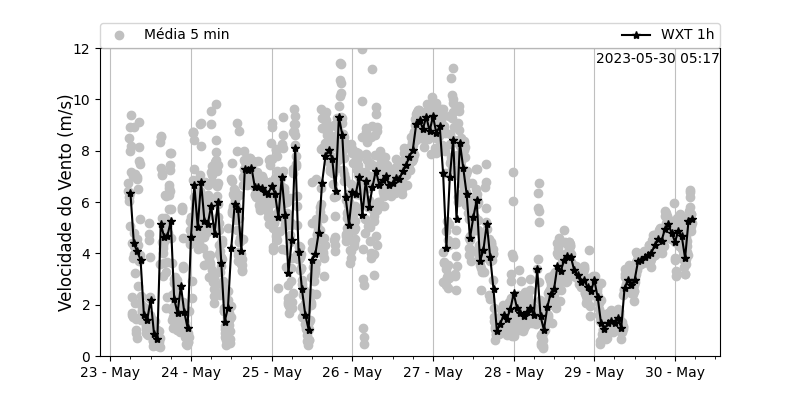 Média 5 min
WXT 1h
2023-05-30 05:17
Velocidade do Vento (m/s)
12
10
8
6
4
2
0
23 - May
24 - May
25 - May
26 - May
27 - May
28 - May
29 - May
30 - May